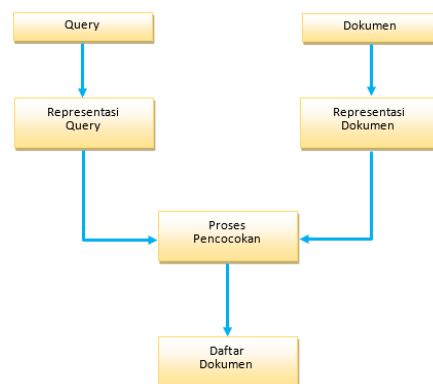 Query
Dokumen
Representasi
Query
Representasi
Dokumen
Proses
Pencocokan
Daftar
Dokumen